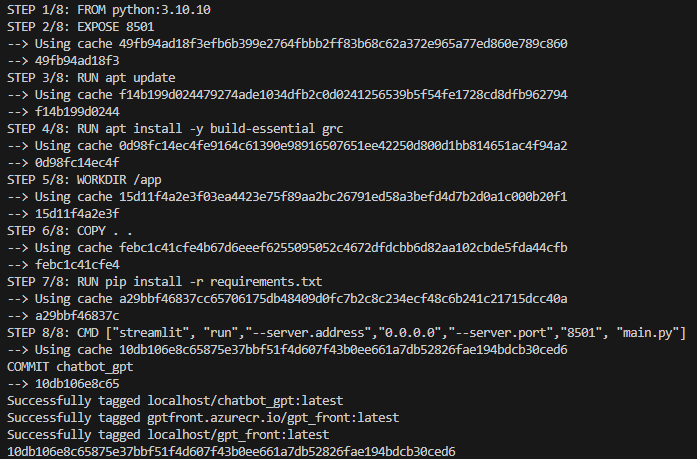 STEP 1/8: FROM python:3.10.10
STEP 2/8: EXPOSE 8501
--> Using cache 49fb94ad18f3efb6b399e2764fbbb2ff83b68c62a372e965a77ed860e789c860
--> 49fb94ad18f3
STEP 3/8: RUN apt update
--> Using cache f14b199d024479274ade1034dfb2c0d0241256539b5f54fe1728cd8dfb962794
--> f14b199d0244
STEP 4/8: RUN apt install -y build-essential grc
--> Using cache 0d98fc14ec4fe9164c61390e98916507651ee42250d800d1bb814651ac4f94a2
--> 0d98fc14ec4f
STEP 5/8: WORKDIR /app
--> Using cache 15d11f4a2e3f03ea4423e75f89aa2bc26791ed58a3befd4d7b2d0a1c000b20f1
--> 15d11f4a2e3f
STEP 6/8: COPY . .
--> Using cache febc1c41cfe4b67d6eeef6255095052c4672dfdcbb6d82aa102cbde5fda44cfb
--> febc1c41cfe4
STEP 7/8: RUN pip install -r requirements.txt
--> Using cache a29bbf46837cc65706175db48409d0fc7b2c8c234ecf48c6b241c21715dcc40a
--> a29bbf46837c
STEP 8/8: CMD ["streamlit", "run","--server.address","0.0.0.0","--server.port","8501", "main.py"]
--> Using cache 10db106e8c65875e37bbf51f4d607f43b0ee661a7db52826fae194bdcb30ced6
COMMIT chatbot_gpt
--> 10db106e8c65
Successfully tagged localhost/chatbot_gpt:latest
Successfully tagged gptfront.azurecr.io/gpt_front:latest
Successfully tagged localhost/gpt_front:latest
10db106e8c65875e37bbf51f4d607f43b0ee661a7db52826fae194bdcb30ced6